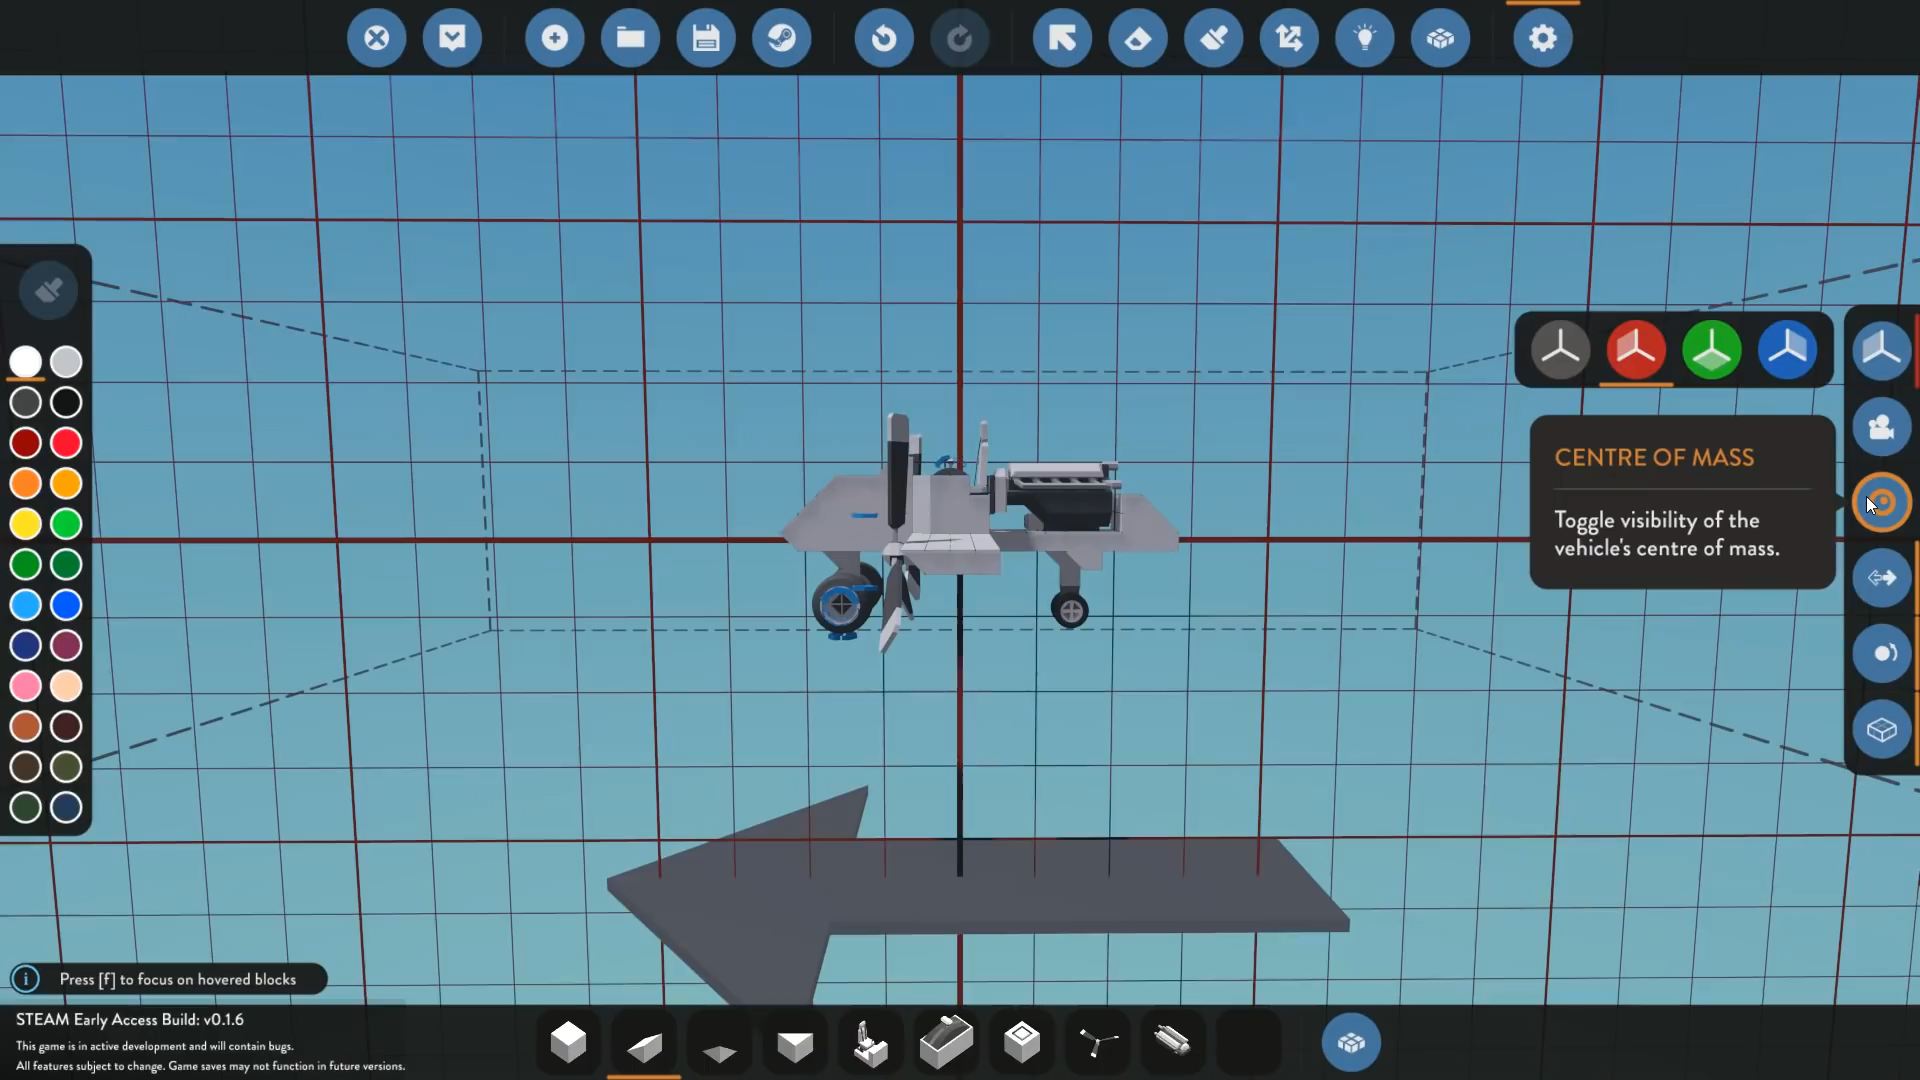 CENTRE OF MASS
Toggle visibility of the
vehicle's centre of mass.
Press [f] to focus on hovered blocks
STEAM Early Access Build: v0.1.6
This game is in active development and will contain bugs.
All features subject to change. Game saves may not function in future versions.